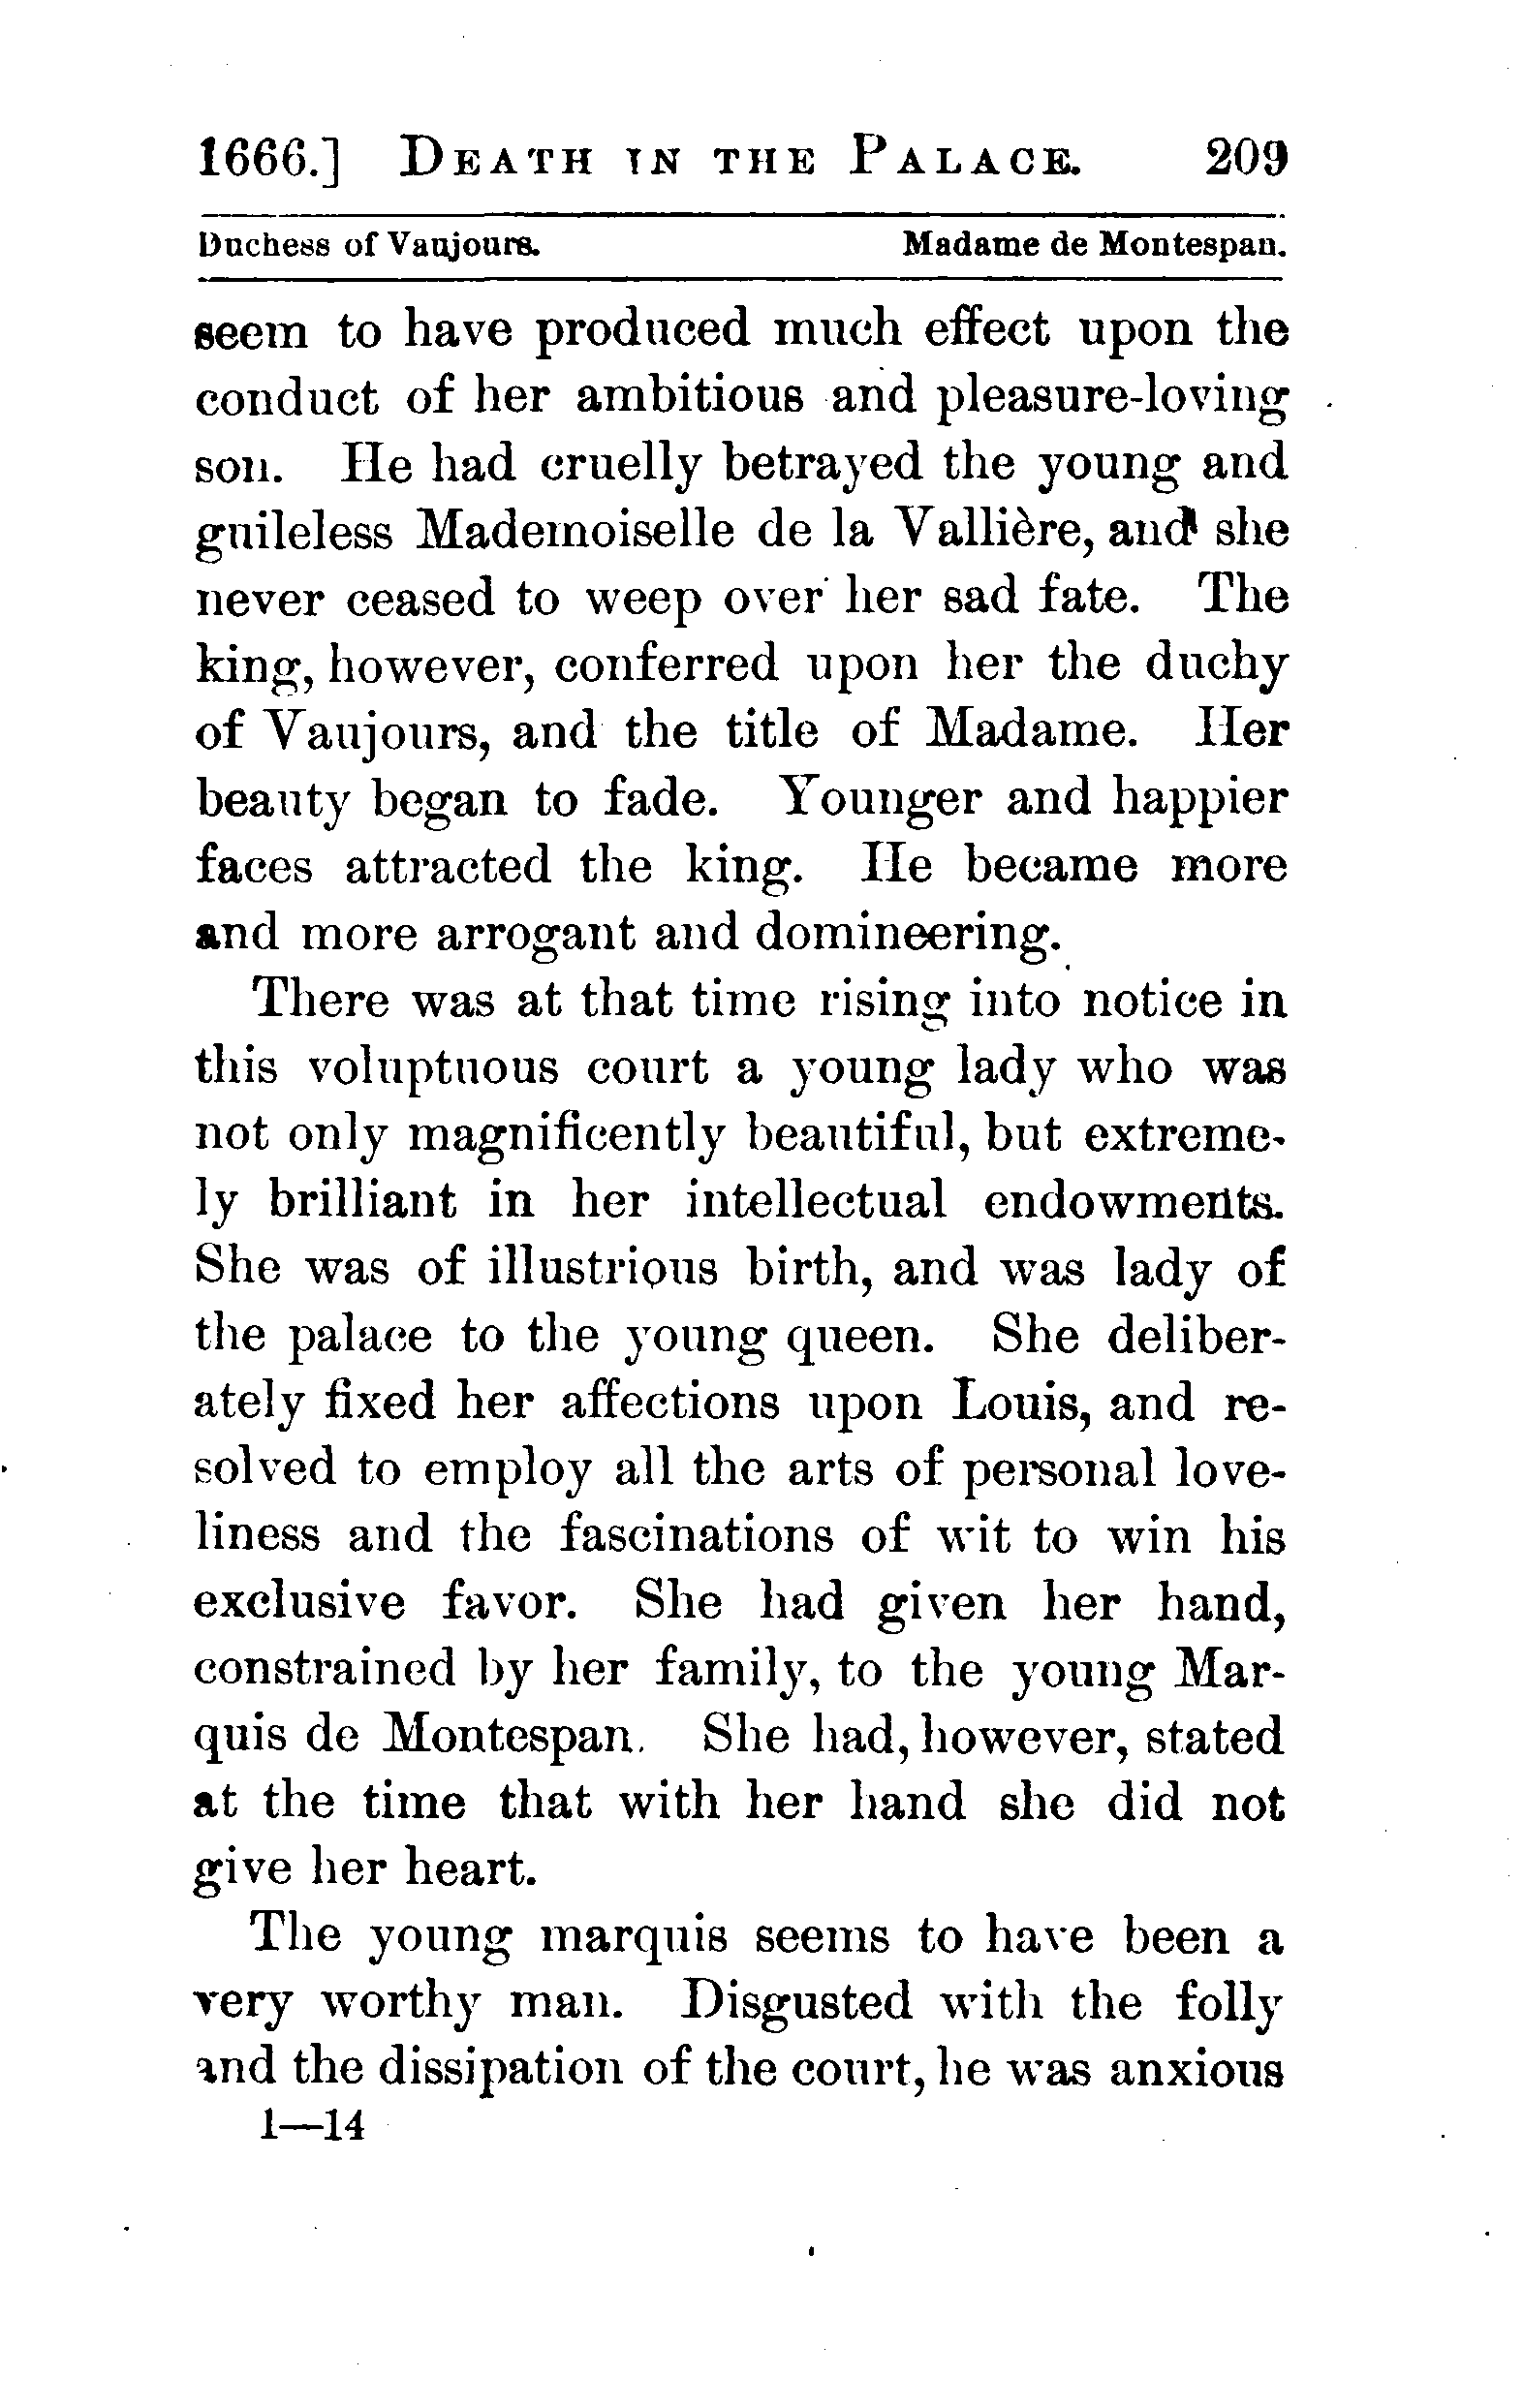 1666.] DEATH IN THE PALACE. 209
Duchess of Vaujours. Madame de Montespan.
seem to have produced much effect upon the
conduct of her ambitious and pleasure-loving
son. He had cruelly betrayed the young and
guileless Mademoiselle de la Vallière, and she
never ceased to weep over her sad fate. The
king, however, conferred upon her the duchy
of Vaujours, and the title of Madame. Her
beauty began to fade. Younger and happier
faces attracted the king. He became more
and more arrogant and domineering.
There was at that time rising into notice in
this voluptuous court a young lady who was
not only magnificently beautiful, but extreme-
ly brilliant in her intellectual endowments.
She was of illustrious birth, and was lady of
the palace to the young queen. She deliber-
ately fixed her affections upon Louis, and re-
solved to employ all the arts of personal love-
liness and the fascinations of wit to win his
exclusive favor. She had given her hand,
constrained by her family, to the young Mar-
quis de Montespan. She had, however, stated
at the time that with her hand she did not
give her heart.
The young marquis seems to have been a
very worthy man. Disgusted with the folly
and the dissipation of the court, he was anxious
1—14